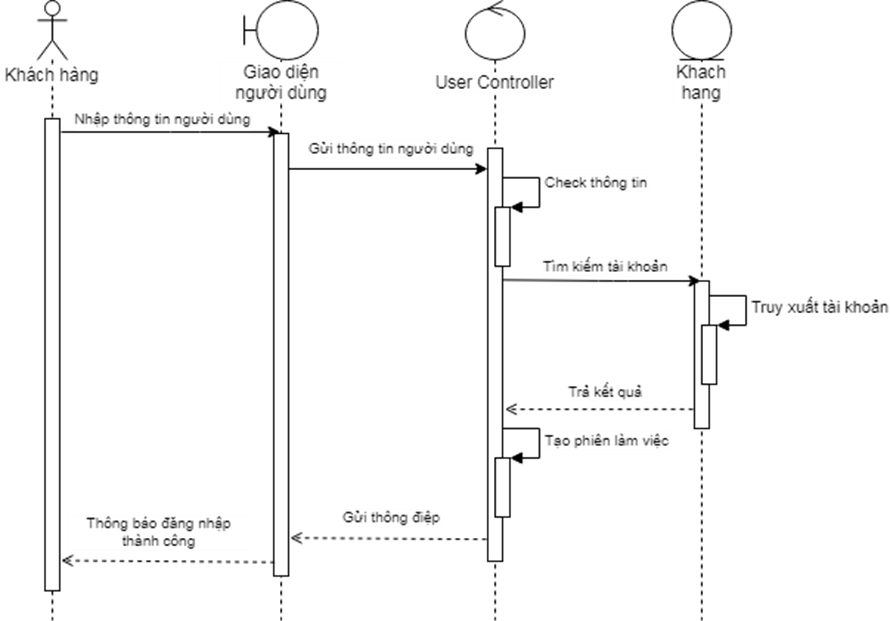 Khách hàng
Giao diện
người dùng
User Controller
Khach
hang
Nhập thông tin người dùng
Gửi thông tin người dùng
Check thông tin
Tìm kiếm tài khoản
Truy xuất tài khoản
Trả kết quả
Tạo phiên làm việc
Gửi thông điệp
Thông báo đăng nhập
thành công